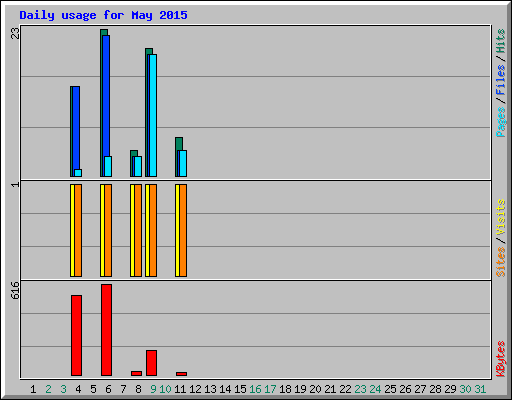 Daily usage for May 2015
23
Pages / Files / Hits
1
Sites / Visits
616
KBytes
1 2 3 4 5 6 7 8 9 10 11 12 13 14 15 16 17 18 19 20 21 22 23 24 25 26 27 28 29 30 31